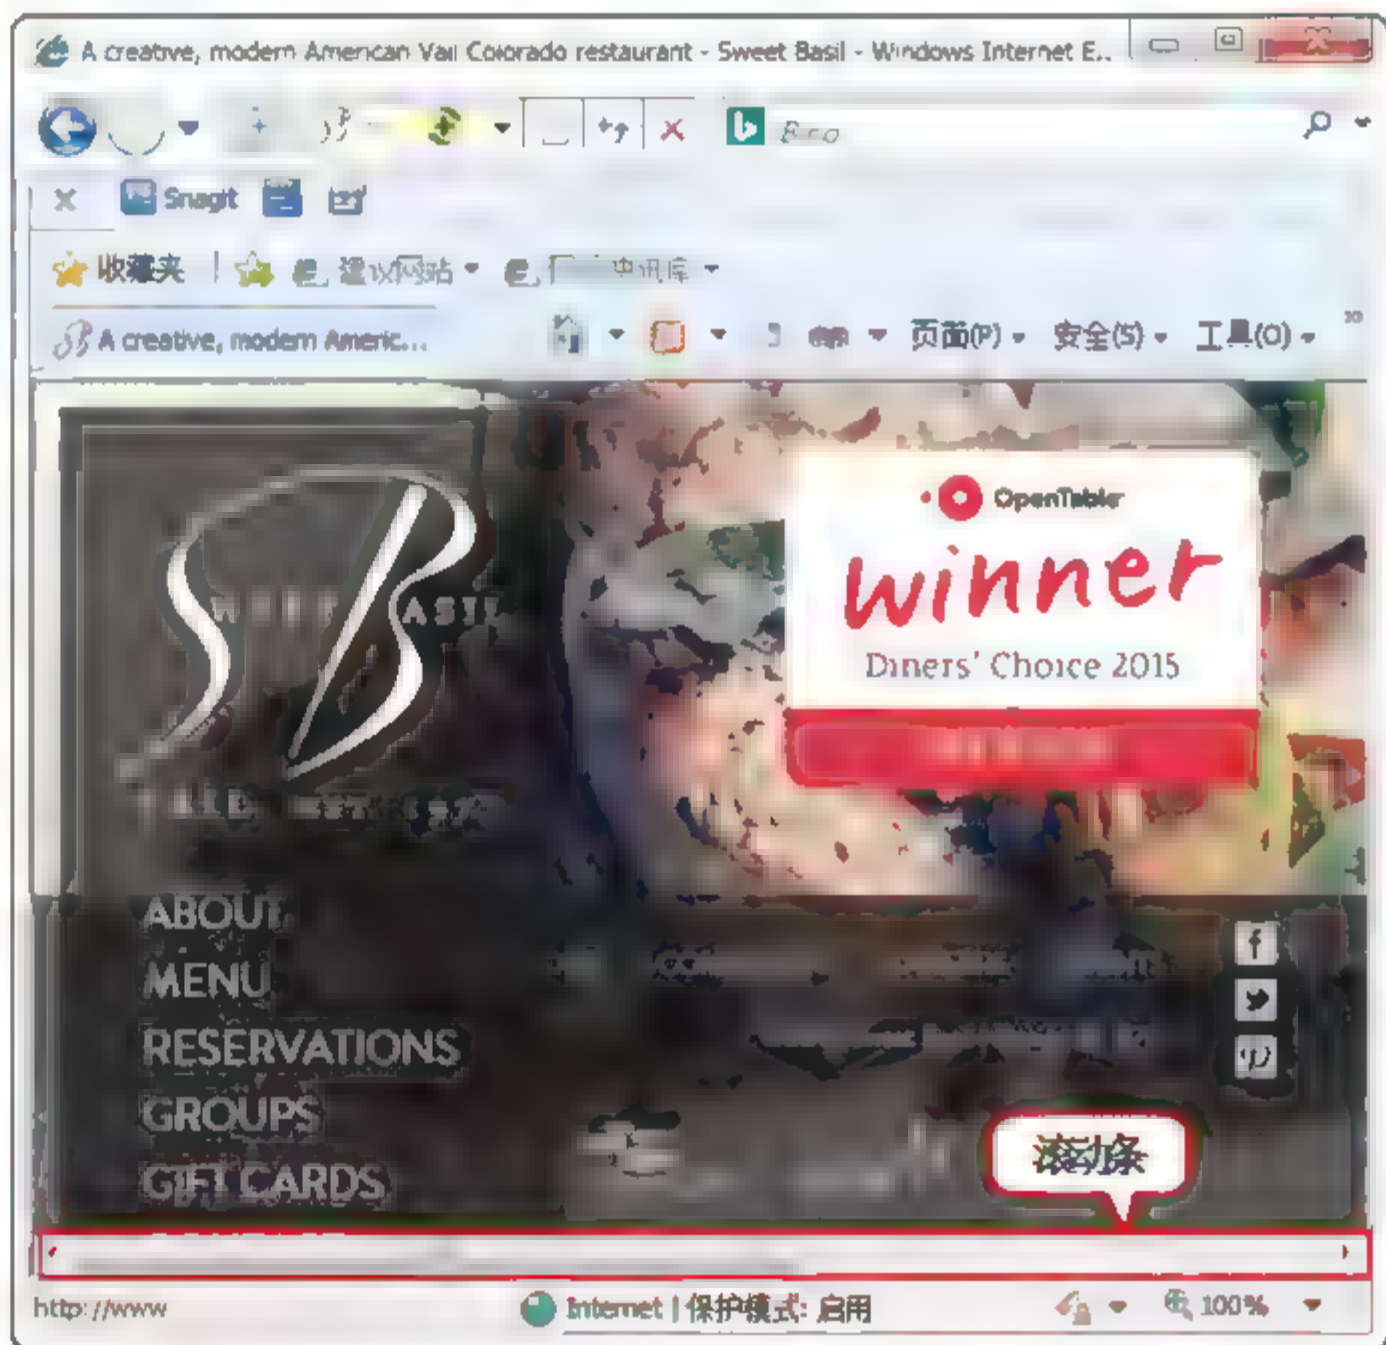 A creative, modern American Vail Colorado restaurant - Sweet Basil - Windows Internet E...
Snagit
收藏夹 建议网站
A creative, modern Americ... 页面(P) 安全(S) 工具(O)
OpenTable
winner
Diners' Choice 2015
ABOUT
MENU
RESERVATIONS
GROUPS
GIFT CARDS
滚动条
http://www Internet | 保护模式: 启用 100%